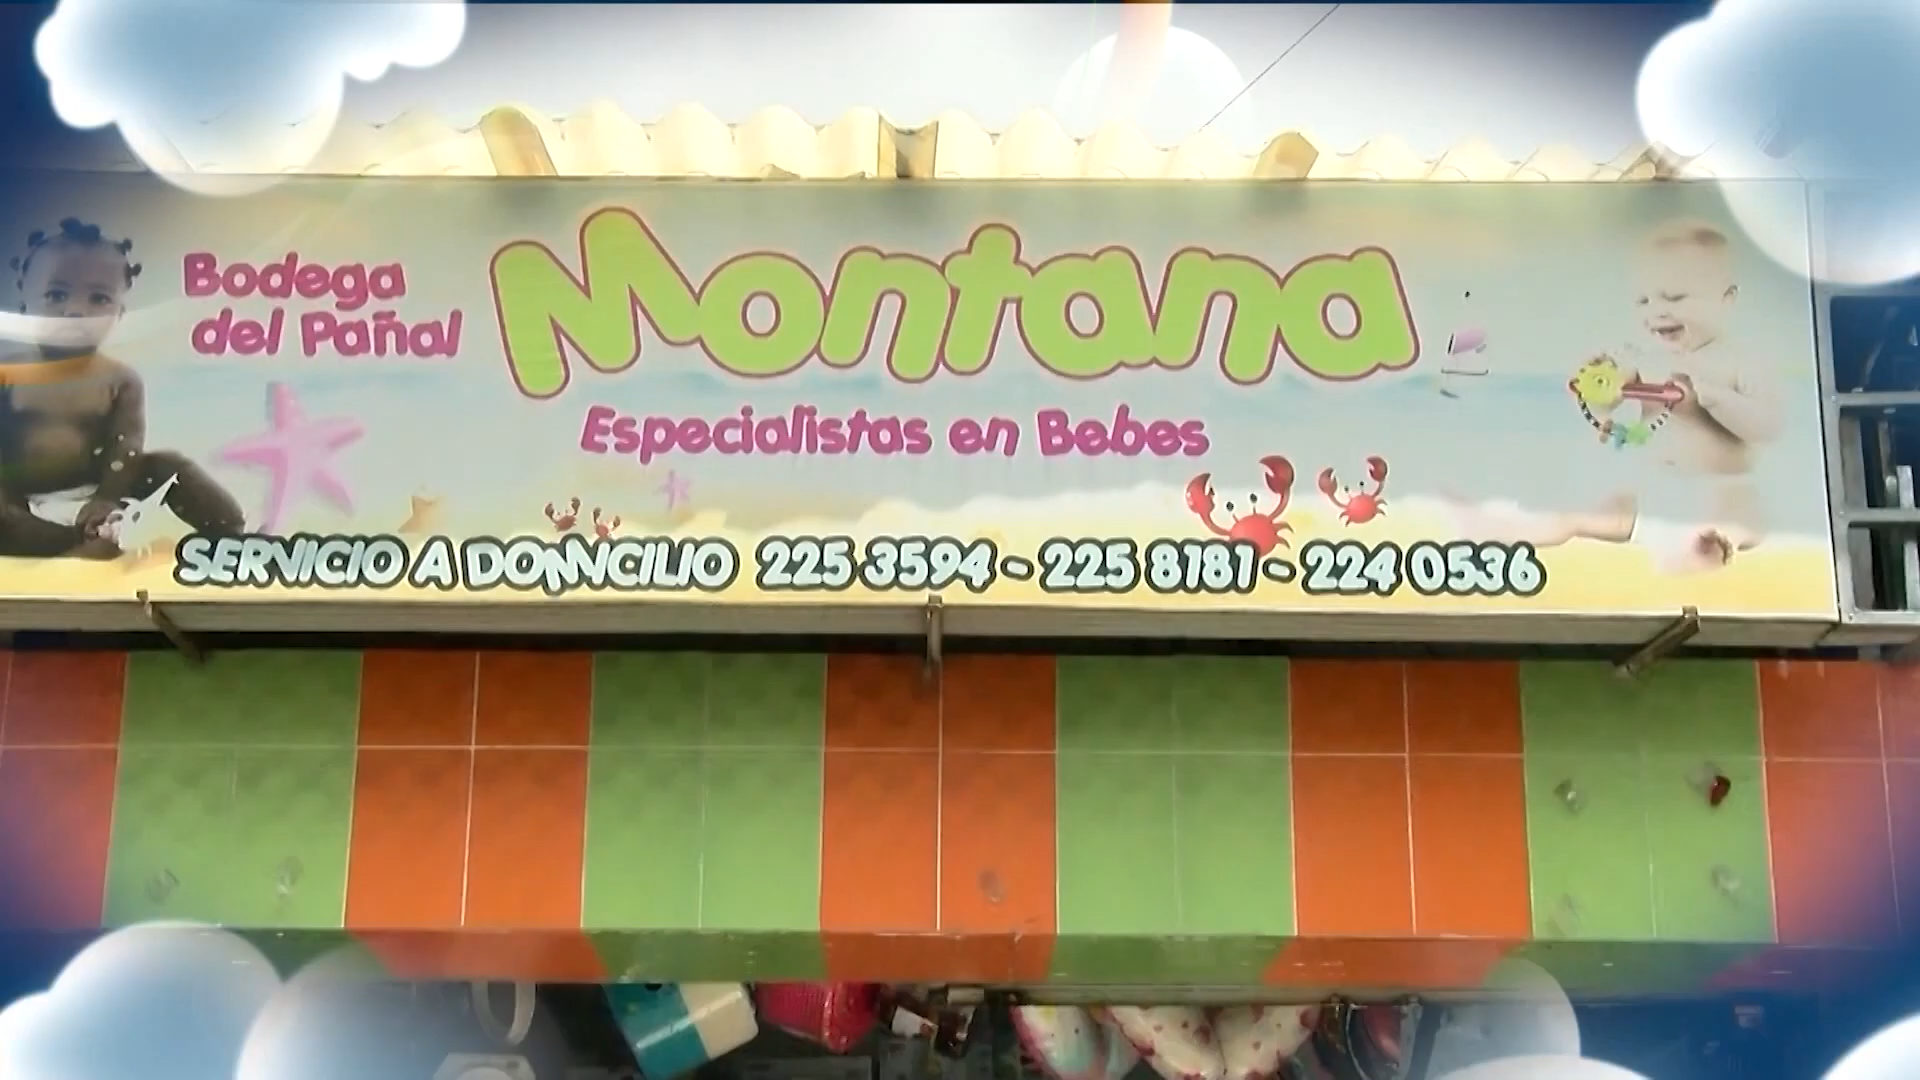 Bodega
del Pañal
Montana
Especialistas en Bebes
SERVICIO A DOMICILIO 225 3594 - 225 8181 - 224 0536